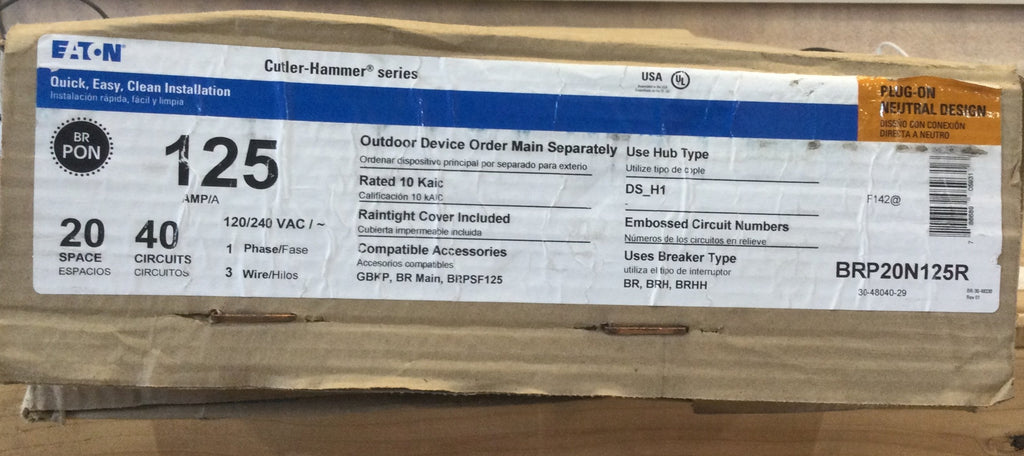 EATON
Cutler-Hammer® series
USA
UL
Quick, Easy, Clean Installation
Instalación rápida, fácil y limpia
PLUG-ON
NEUTRAL DESIGN
DISEÑO CON CONEXIÓN
DIRECTA A NEUTRO
BR
PON
125
AMP/A
20
SPACE
ESPACIOS
40
CIRCUITS
CIRCUITOS
120/240 VAC / ~
1 Phase/Fase
3 Wire/Hilos
Outdoor Device Order Main Separately
Ordenar dispositivo principal por separado para exterio
Rated 10 Kaic
Calificación 10 kAIC
Raintight Cover Included
Cubierta impermeable incluida
Compatible Accessories
Accesorios compatibles
GBKP, BR Main, BRPSF125
Use Hub Type
Utilize tipo de cople
DS_H1
Embossed Circuit Numbers
Números de los circuitos en relieve
Uses Breaker Type
utiliza el tipo de interruptor
BR, BRH, BRHH
F142@
BRP20N125R
30-48040-29